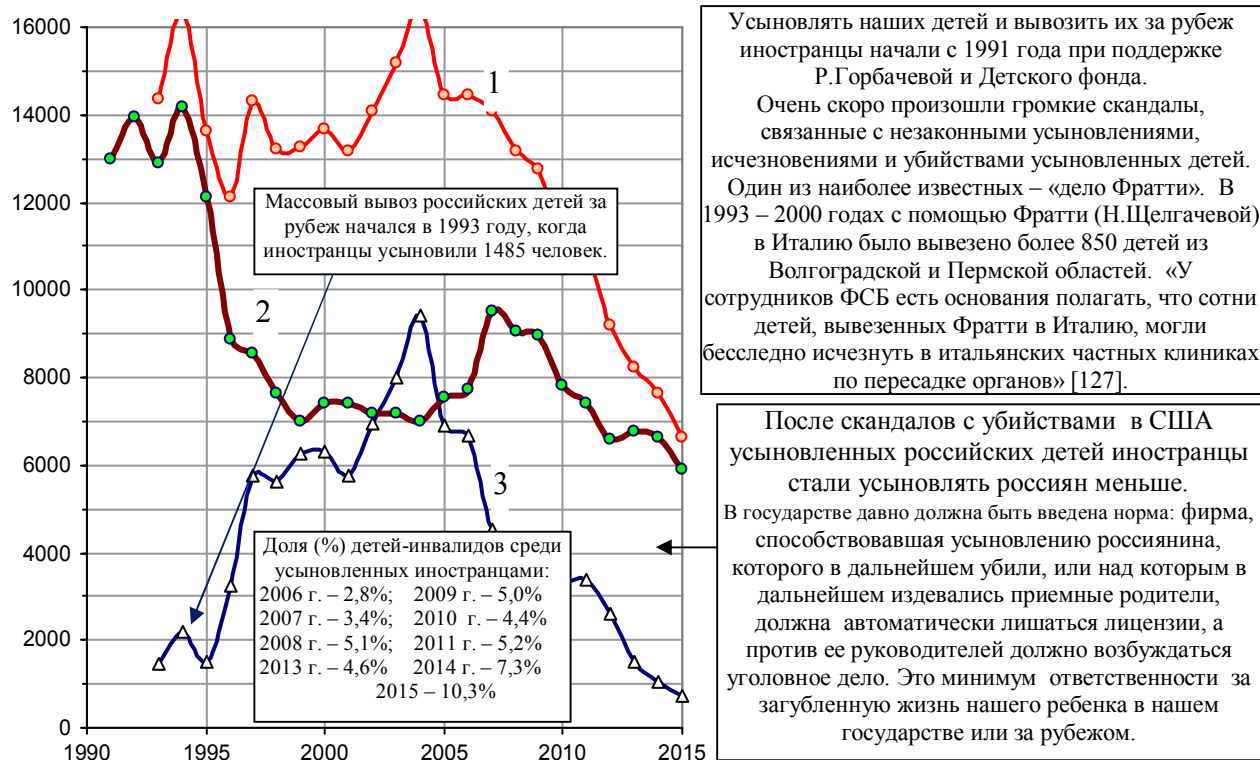 16000
14000
12000
10000
8000
6000
4000
2000
0
1990
1995
2000
2005
2010
2015
1
2
3
Массовый вывоз российских детей за
рубеж начался в 1993 году, когда
иностранцы усыновили 1485 человек.
Доля (%) детей-инвалидов среди
усыновленных иностранцами:
2006 г. – 2,8%; 2009 г. – 5,0%
2007 г. – 3,4%; 2010 г. – 4,4%
2008 г. – 5,1%; 2011 г. – 5,2%
2013 г. – 4,6% 2014 г. – 7,3%
2015 – 10,3%
Усыновлять наших детей и вывозить их за рубеж
иностранцы начали с 1991 года при поддержке
Р.Горбачевой и Детского фонда.
Очень скоро произошли громкие скандалы,
связанные с незаконными усыновлениями,
исчезновениями и убийствами усыновленных детей.
Один из наиболее известных – «дело Фратти». В
1993 – 2000 годах с помощью Фратти (Н.Щелгачевой)
в Италию было вывезено более 850 детей из
Волгоградской и Пермской областей. «У
сотрудников ФСБ есть основания полагать, что сотни
детей, вывезенных Фратти в Италию, могли
бесследно исчезнуть в итальянских частных клиниках
по пересадке органов» [127].
После скандалов с убийствами в США
усыновленных российских детей иностранцы
стали усыновлять россиян меньше.
В государстве давно должна быть введена норма: фирма,
способствовавшая усыновлению россиянина,
которого в дальнейшем убили, или над которым в
дальнейшем издевались приемные родители,
должна автоматически лишаться лицензии, а
против ее руководителей должно возбуждаться
уголовное дело. Это минимум ответственности за
загубленную жизнь нашего ребенка в нашем
государстве или за рубежом.